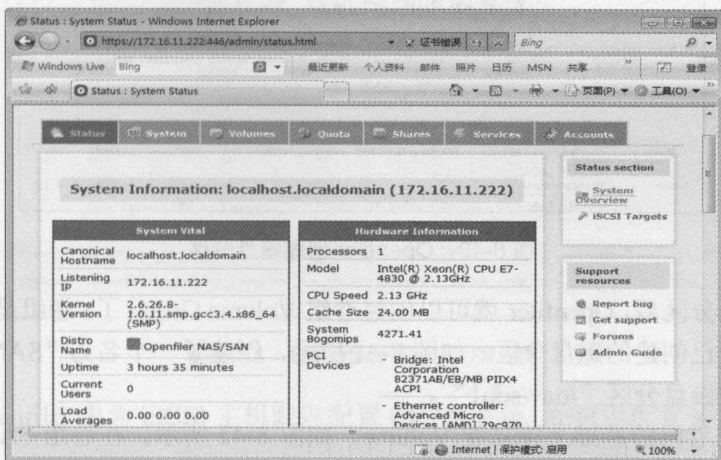 Status : System Status - Windows Internet Explorer
https://172.16.11.222:446/admin/status.html
证书错误
Bing
Windows Live
Bing
最近更新 个人资料 邮件 照片 日历 MSN 共享
登录
Status : System Status
页面(P)
工具(O)
Status
System
Volumes
Quota
Shares
Services
Accounts
System Information: localhost.localdomain (172.16.11.222)
System Vital
Canonical Hostname localhost.localdomain
Listening IP 172.16.11.222
Kernel Version 2.6.26.8-1.0.11.smp.gcc3.4.x86_64 (SMP)
Distro Name Openfiler NAS/SAN
Uptime 3 hours 35 minutes
Current Users 0
Load Averages 0.00 0.00 0.00
Hardware Information
Processors 1
Model Intel(R) Xeon(R) CPU E7-4830 @ 2.13GHz
CPU Speed 2.13 GHz
Cache Size 24.00 MB
System Bogomips 4271.41
PCI Devices
- Bridge: Intel Corporation 82371AB/EB/MB PIIX4 ACPI
- Ethernet controller: Advanced Micro Devices [AMD] 79c970
Status section
System Overview
iSCSI Targets
Support resources
Report bug
Get support
Forums
Admin Guide
Internet | 保护模式: 启用
100%